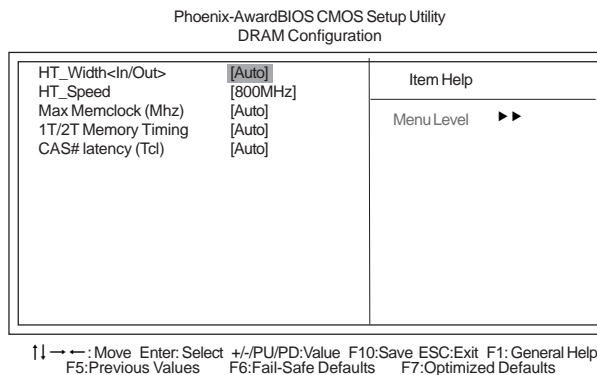 Phoenix-AwardBIOS CMOS Setup Utility
DRAM Configuration
HT_Width<In/Out> [Auto]
HT_Speed [800MHz]
Max Memclock (Mhz) [Auto]
1T/2T Memory Timing [Auto]
CAS# latency (Tcl) [Auto]
Item Help
Menu Level ►►
↑↓→←: Move Enter: Select +/-/PU/PD:Value F10:Save ESC:Exit F1: General Help
F5:Previous Values F6:Fail-Safe Defaults F7:Optimized Defaults